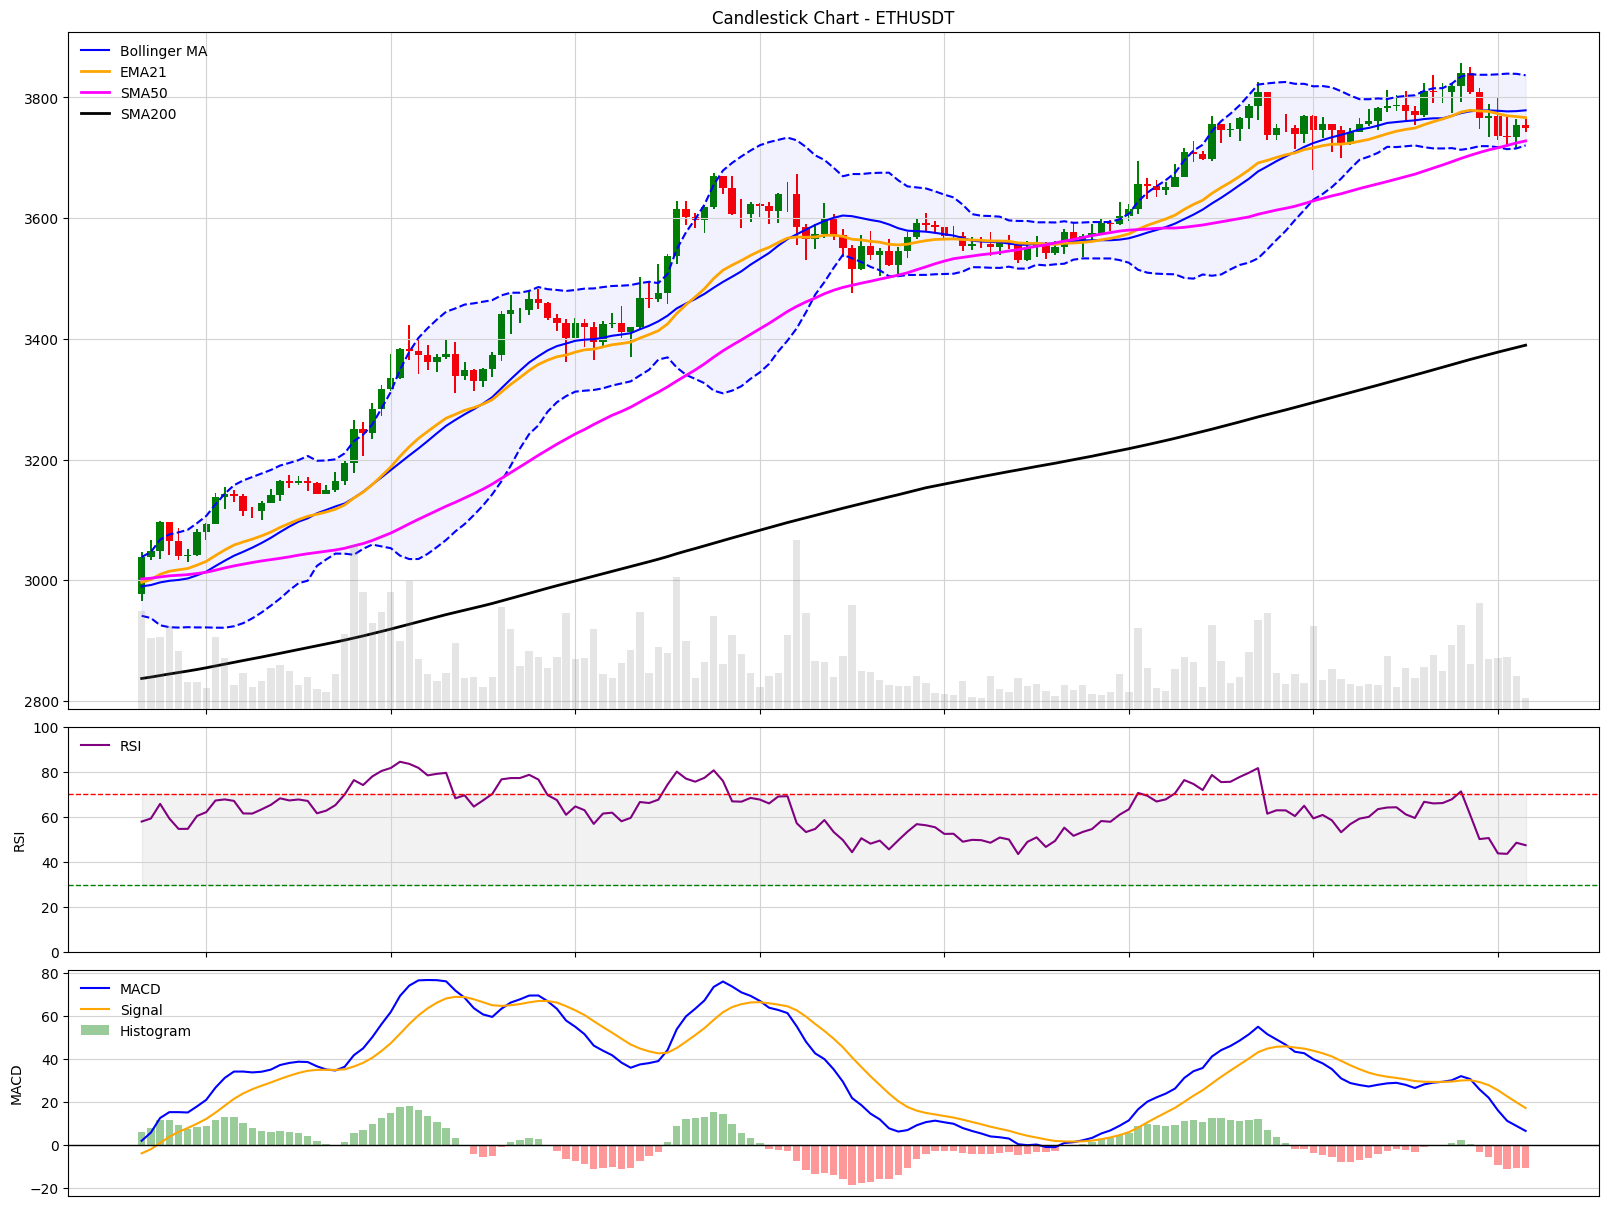 Candlestick Chart - ETHUSDT
Bollinger MA
EMA21
SMA50
SMA200
3800
3600
3400
3200
3000
2800
RSI
100
80
60
40
20
0
RSI
MACD
Signal
Histogram
80
60
40
20
0
−20
MACD